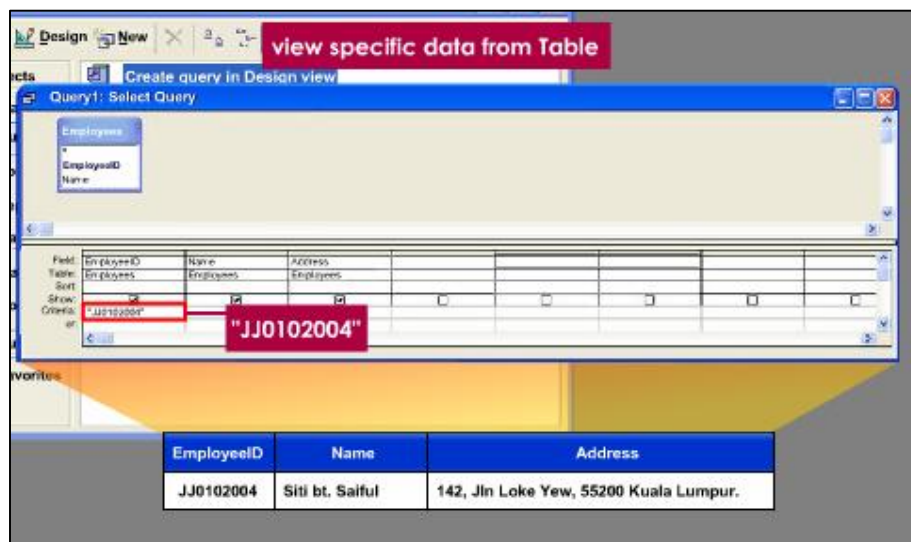 Design New
view specific data from Table
Create query in Design view
Query1: Select Query
Employees
*
EmployeeID
Name
Field: EmployeeID Name Address
Table: Employees Employees Employees
Sort:
Show:
Criteria: "JJ0102004"
or:
"JJ0102004"
EmployeeID Name Address
JJ0102004 Siti bt. Saiful 142, Jln Loke Yew, 55200 Kuala Lumpur.